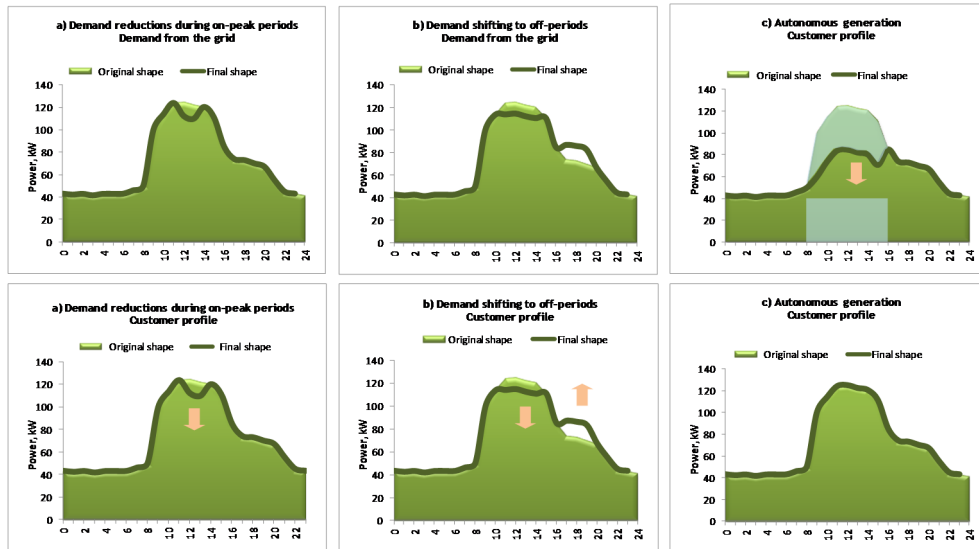 a) Demand reductions during on-peak periods
Demand from the grid
Original shape Final shape
Power, kW
140
120
100
80
60
40
20
0
0 2 4 6 8 10 12 14 16 18 20 22 24
b) Demand shifting to off-periods
Demand from the grid
Original shape Final shape
140
120
100
80
60
40
20
0
0 2 4 6 8 10 12 14 16 18 20 22 24
c) Autonomous generation
Customer profile
Original shape Final shape
Power, kW
140
120
100
80
60
40
20
0
0 2 4 6 8 10 12 14 16 18 20 22 24
a) Demand reductions during on-peak periods
Customer profile
Original shape Final shape
Power, kW
140
120
100
80
60
40
20
0
0 2 4 6 8 10 12 14 16 18 20 22
b) Demand shifting to off-periods
Customer profile
Original shape Final shape
140
120
100
80
60
40
20
0
0 2 4 6 8 10 12 14 16 18 20 22 24
c) Autonomous generation
Customer profile
Original shape Final shape
Power, kW
140
120
100
80
60
40
20
0
0 2 4 6 8 10 12 14 16 18 20 22 24